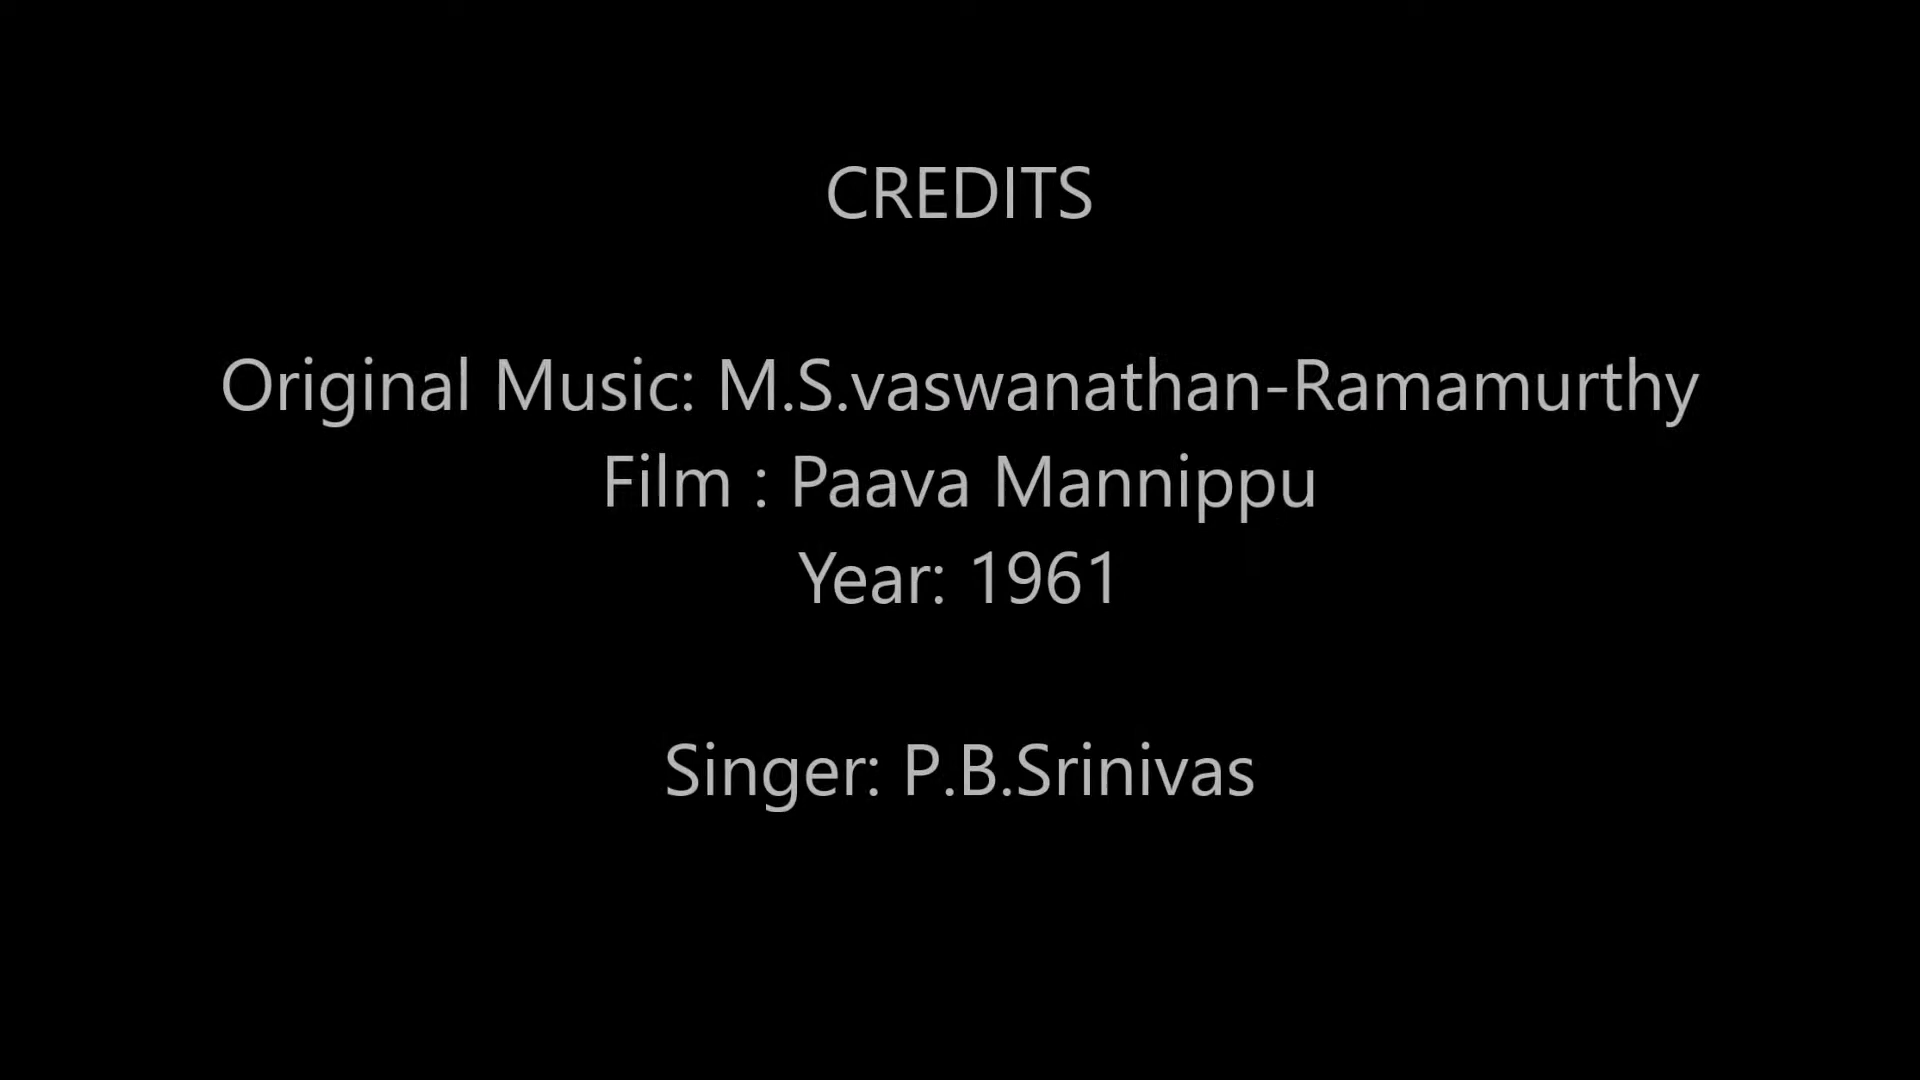 CREDITS
Original Music: M.S.vaswanathan-Ramamurthy
Film : Paava Mannippu
Year: 1961
Singer: P.B.Srinivas